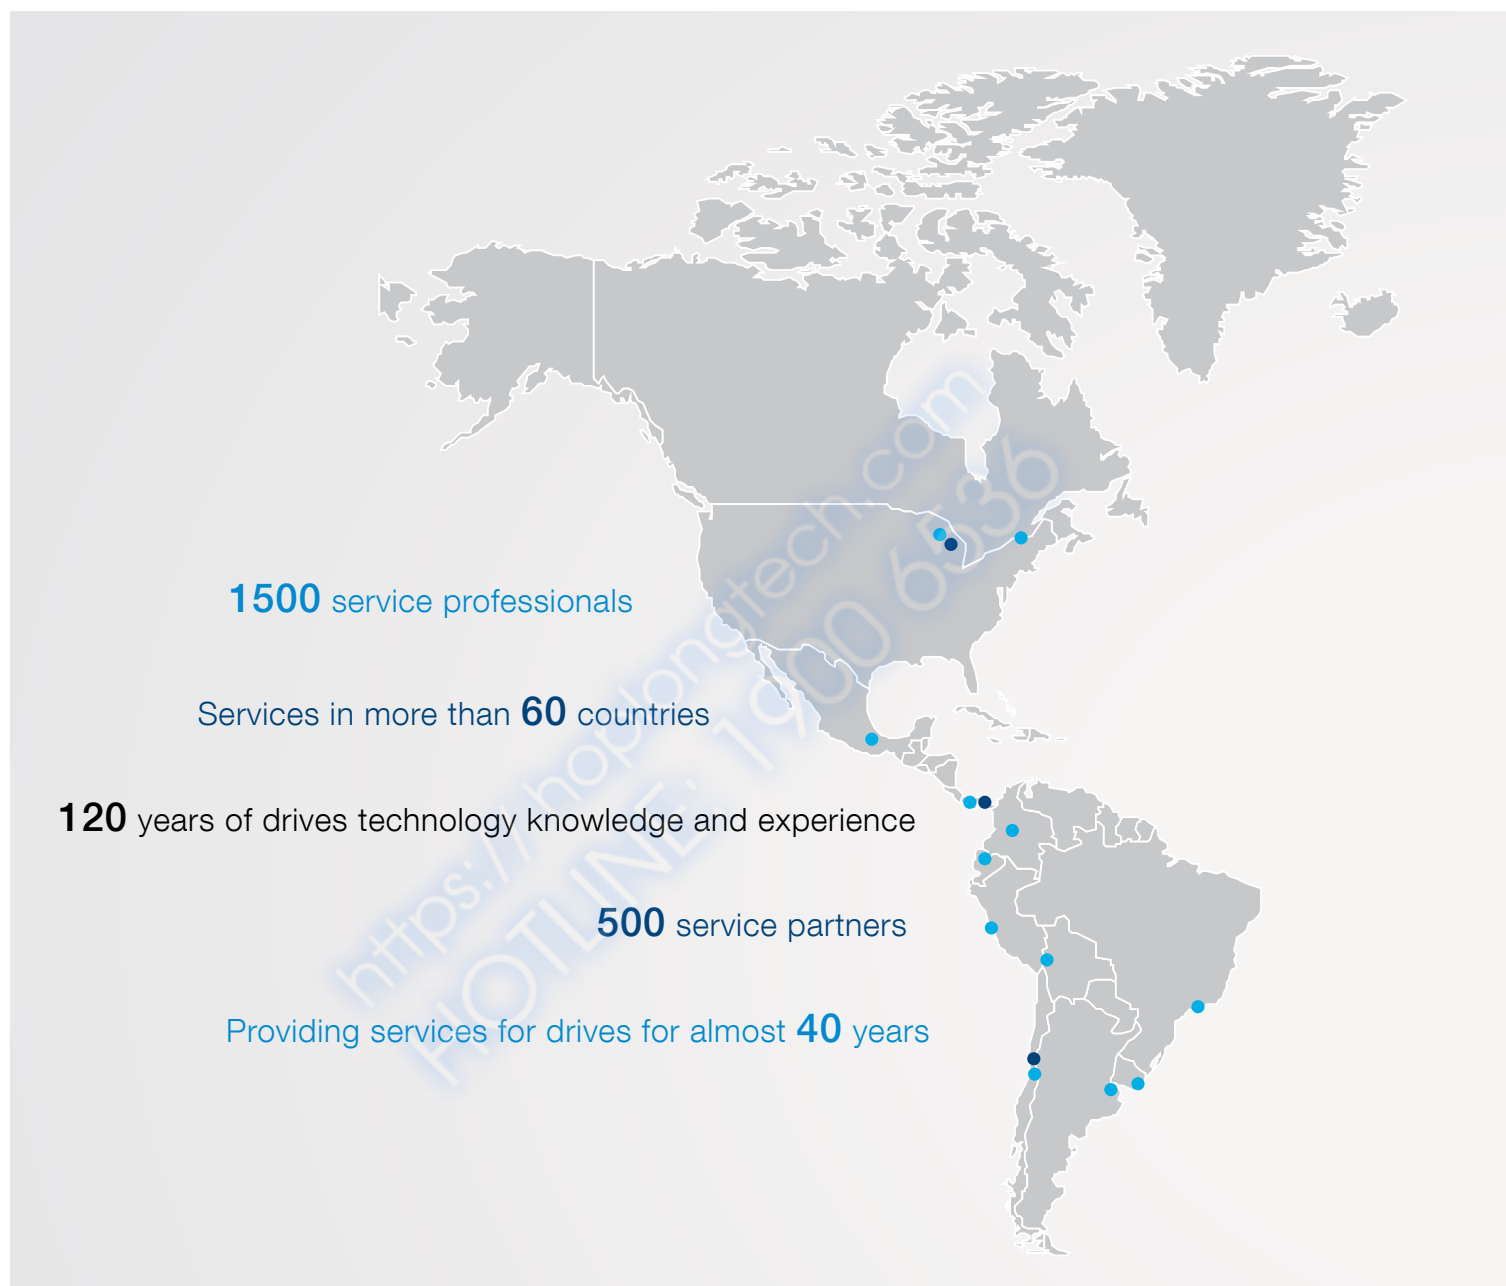 1500 service professionals
Services in more than 60 countries
120 years of drives technology knowledge and experience
500 service partners
Providing services for drives for almost 40 years
https://hoplongtech.com
HOTLINE: 1900 6536